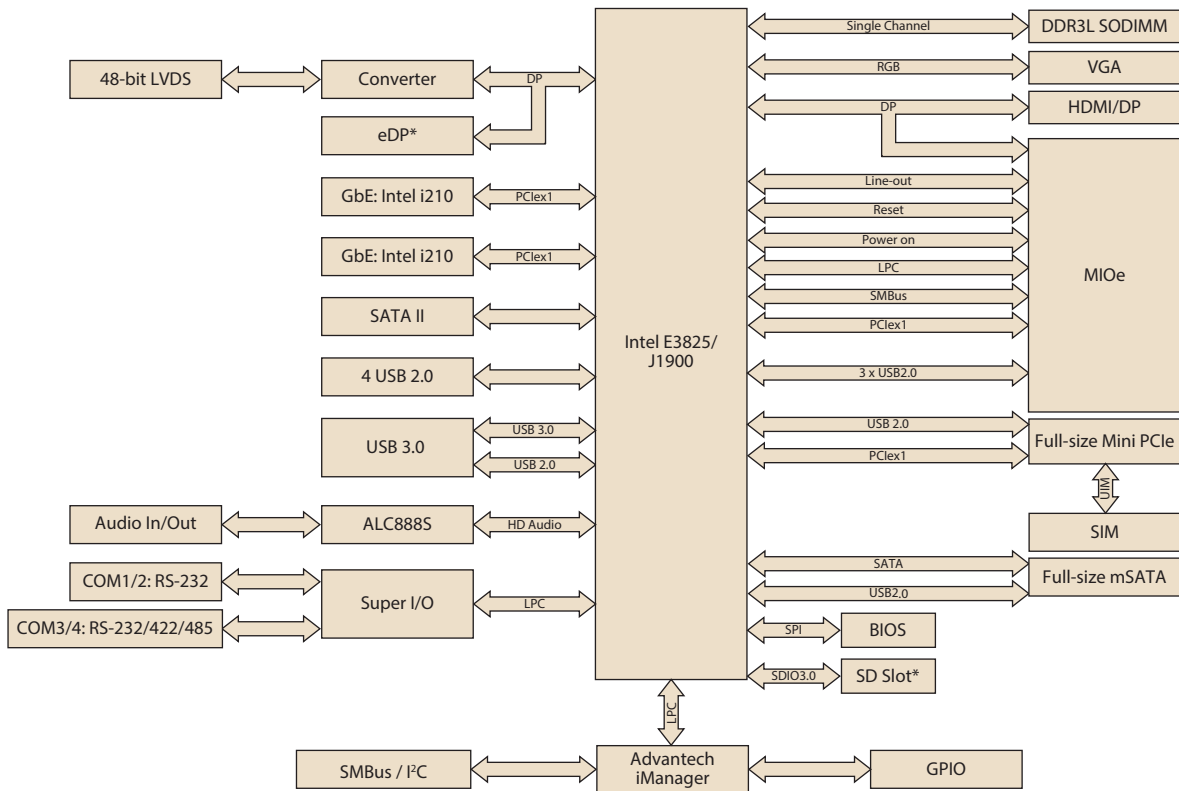 Single Channel
DDR3L SODIMM
48-bit LVDS
Converter
DP
RGB
VGA
DP
HDMI/DP
eDP*
GbE: Intel i210
PCIex1
Line-out
Reset
GbE: Intel i210
PCIex1
Power on
LPC
MIOe
SMBus
SATA II
PCIex1
Intel E3825/
J1900
4 USB 2.0
3 x USB2.0
USB 3.0
USB 3.0
USB 2.0
USB 2.0
PCIex1
Full-size Mini PCIe
UIM
SIM
Audio In/Out
ALC888S
HD Audio
SATA
USB2.0
Full-size mSATA
COM1/2: RS-232
COM3/4: RS-232/422/485
Super I/O
LPC
SPI
BIOS
SDIO3.0
SD Slot*
LPC
SMBus / I²C
Advantech
iManager
GPIO